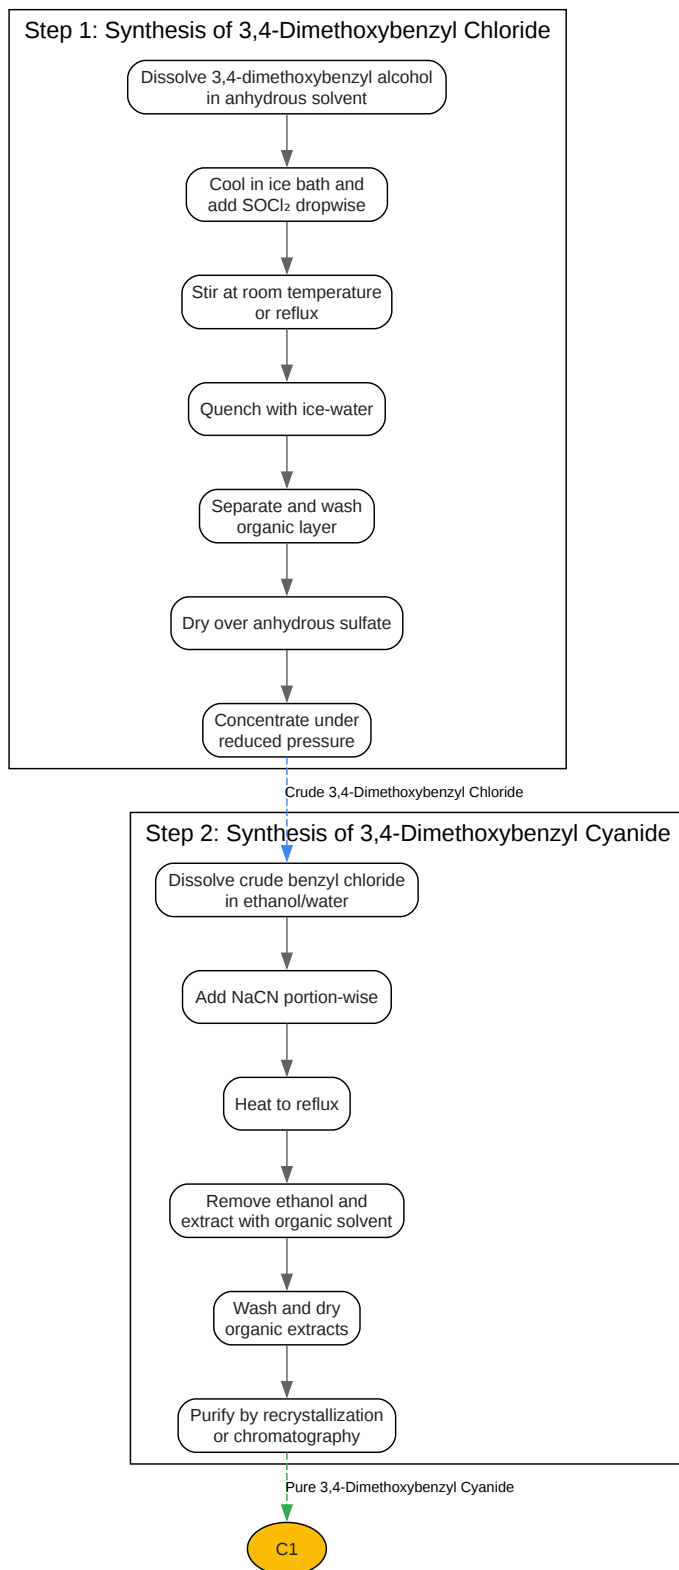 Step 1: Synthesis of 3,4-Dimethoxybenzyl Chloride
Dissolve 3,4-dimethoxybenzyl alcohol
in anhydrous solvent
Cool in ice bath and
add SOCl₂ dropwise
Stir at room temperature
or reflux
Quench with ice-water
Separate and wash
organic layer
Dry over anhydrous sulfate
Concentrate under
reduced pressure
Crude 3,4-Dimethoxybenzyl Chloride
Step 2: Synthesis of 3,4-Dimethoxybenzyl Cyanide
Dissolve crude benzyl chloride
in ethanol/water
Add NaCN portion-wise
Heat to reflux
Remove ethanol and
extract with organic solvent
Wash and dry
organic extracts
Purify by recrystallization
or chromatography
Pure 3,4-Dimethoxybenzyl Cyanide
C1